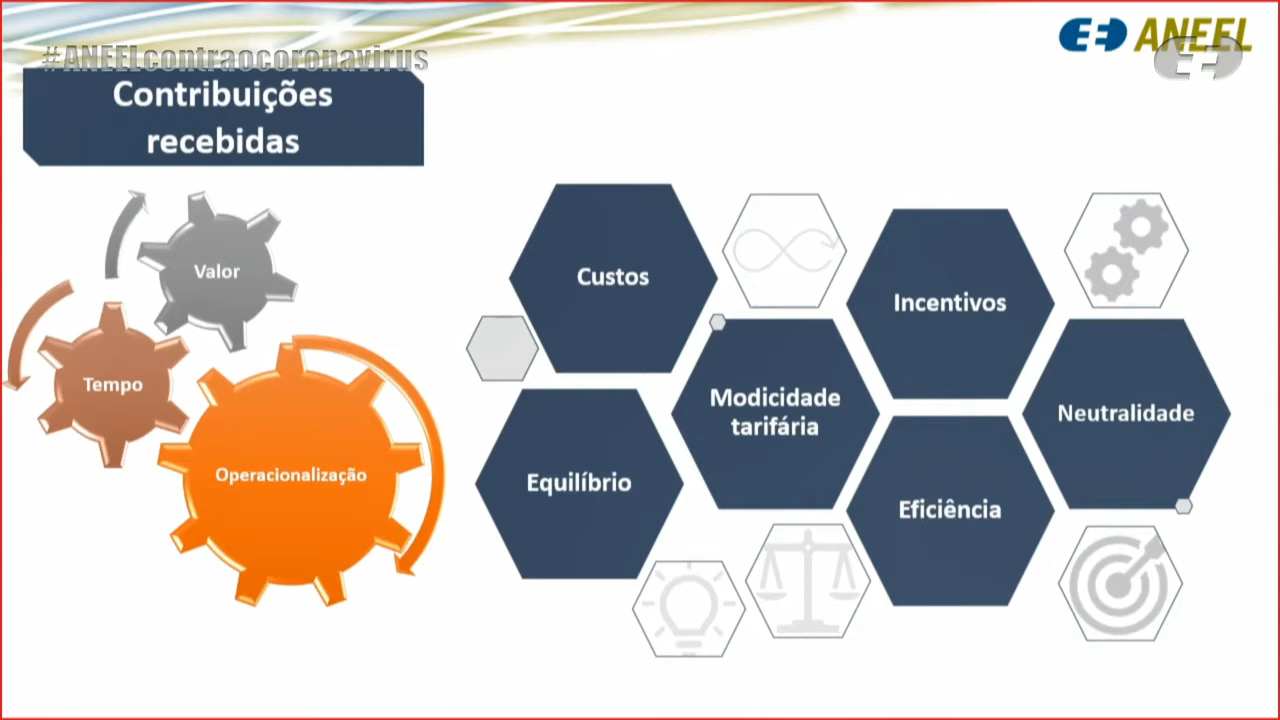 #ANEELcontraocoronavirus
ANEEL
Contribuições
recebidas
Valor
Tempo
Operacionalização
Custos
Incentivos
Modicidade
tarifária
Neutralidade
Equilíbrio
Eficiência